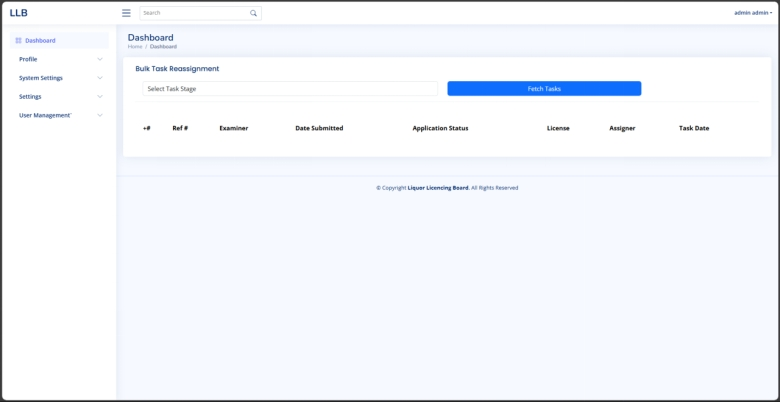 LLB
Search
admin admin
Dashboard
Profile
System Settings
Settings
User Management`
Dashboard
Home / Dashboard
Bulk Task Reassignment
Select Task Stage
Fetch Tasks
+# Ref # Examiner Date Submitted Application Status License Assigner Task Date
© Copyright Liquer Licencing Board. All Rights Reserved